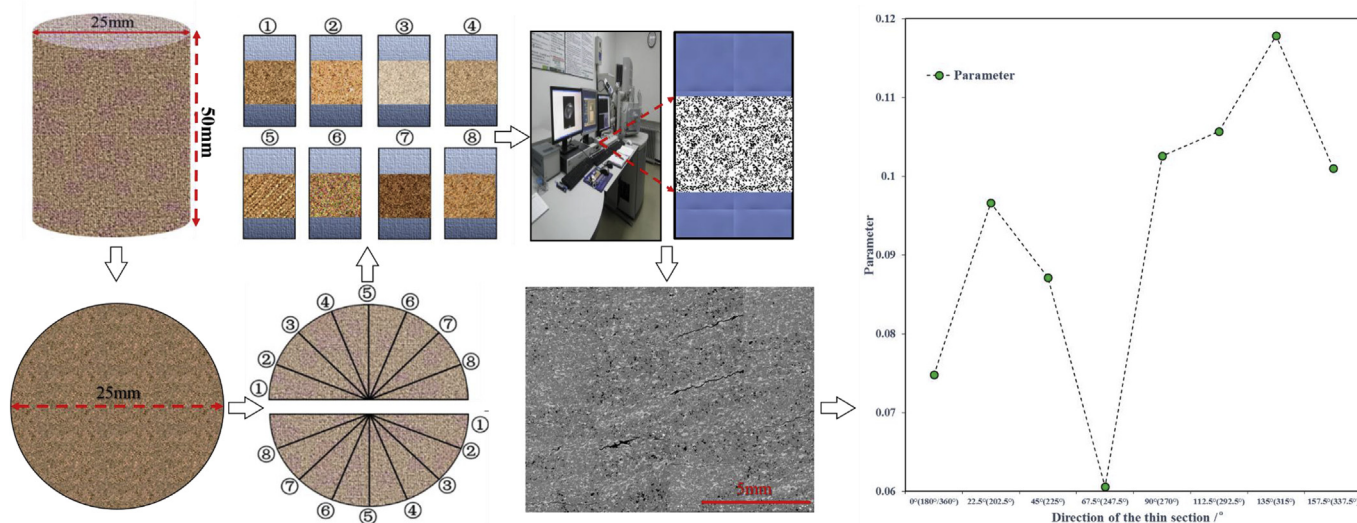 25mm
50mm
① ② ③ ④
⑤ ⑥ ⑦ ⑧
25mm
⑤
④ ⑥
③ ⑦
② ⑧
①
①
⑧ ②
⑦ ③
⑥ ④
⑤
5mm
0.12
0.11
0.1
0.09
0.08
0.07
0.06
Parameter
Parameter
0°(180°/360°) 22.5°(202.5°) 45°(225°) 67.5°(247.5°) 90°(270°) 112.5°(292.5°) 135°(315°) 157.5°(337.5°)
Direction of the thin section /°